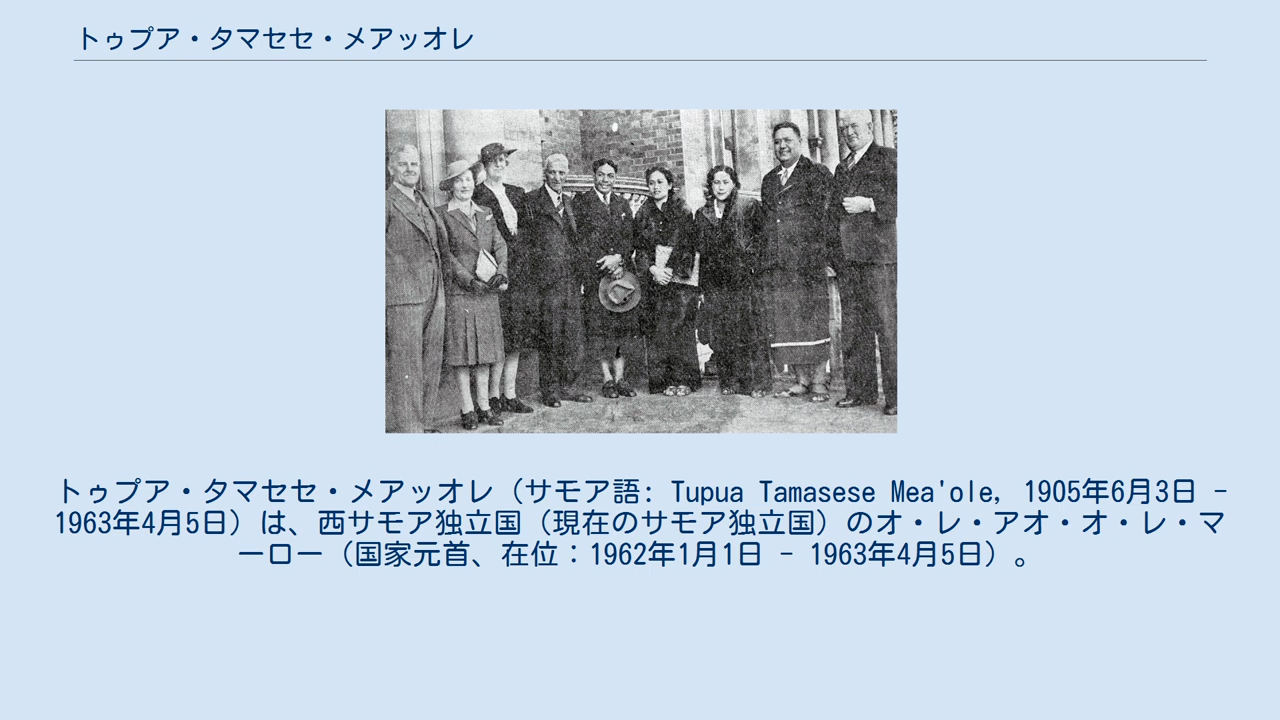 トゥプア・タマセセ・メアッオレ
トゥプア・タマセセ・メアッオレ（サモア語: Tupua Tamasese Mea'ole, 1905年6月3日 -
1963年4月5日）は、西サモア独立国（現在のサモア独立国）のオ・レ・アオ・オ・レ・マ
ーロー（国家元首、在位：1962年1月1日 - 1963年4月5日）。